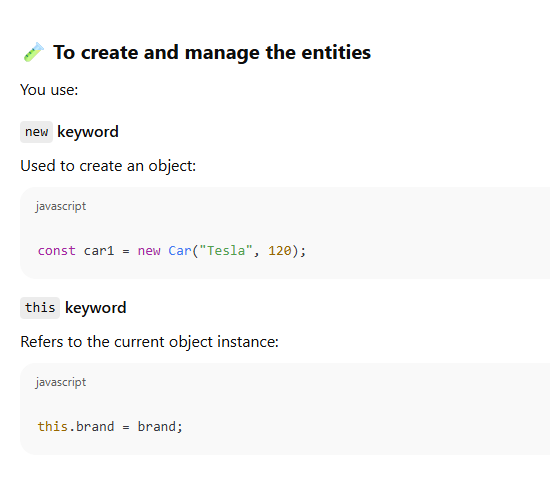 To create and manage the entities
You use:
new keyword
Used to create an object:
javascript
const car1 = new Car("Tesla", 120);
this keyword
Refers to the current object instance:
javascript
this.brand = brand;